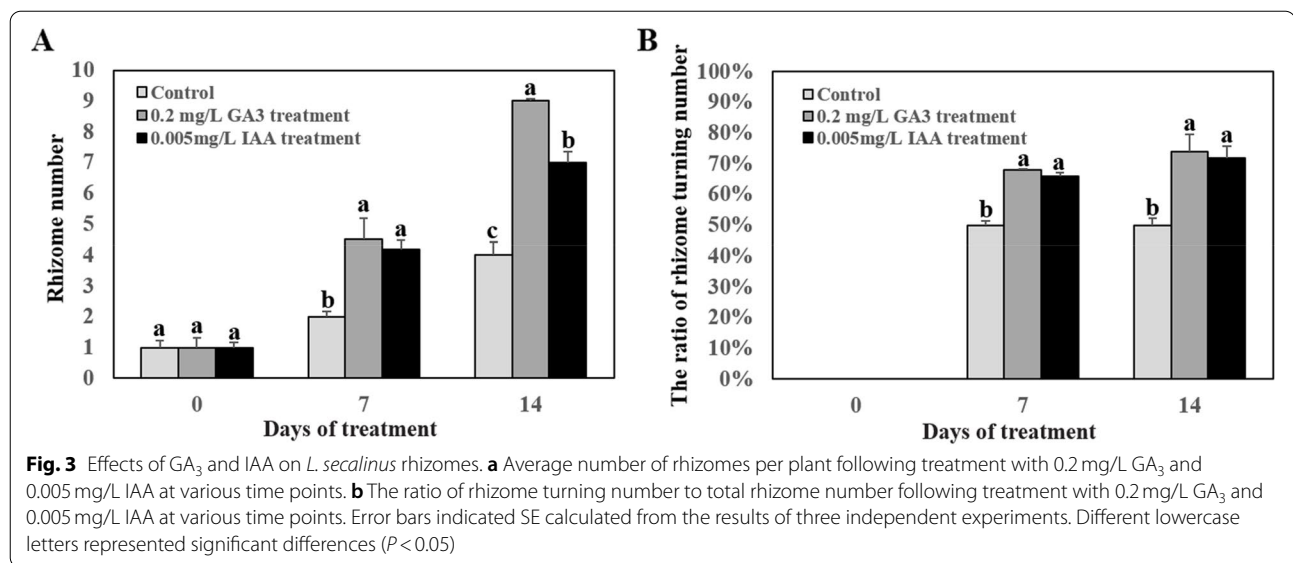 A
Rhizome number
10
9
8
7
6
5
4
3
2
1
0
Control
0.2 mg/L GA3 treatment
0.005mg/L IAA treatment
a
a
a
b
a
a
c
a
b
0
7
14
Days of treatment
B
The ratio of rhizome turning number
100%
90%
80%
70%
60%
50%
40%
30%
20%
10%
0%
Control
0.2 mg/L GA3 treatment
0.005mg/L IAA treatment
b
a
a
b
a
a
0
7
14
Days of treatment
Fig. 3 Effects of GA₃ and IAA on L. secalinus rhizomes. a Average number of rhizomes per plant following treatment with 0.2 mg/L GA₃ and
0.005 mg/L IAA at various time points. b The ratio of rhizome turning number to total rhizome number following treatment with 0.2 mg/L GA₃ and
0.005 mg/L IAA at various time points. Error bars indicated SE calculated from the results of three independent experiments. Different lowercase
letters represented significant differences (P < 0.05)